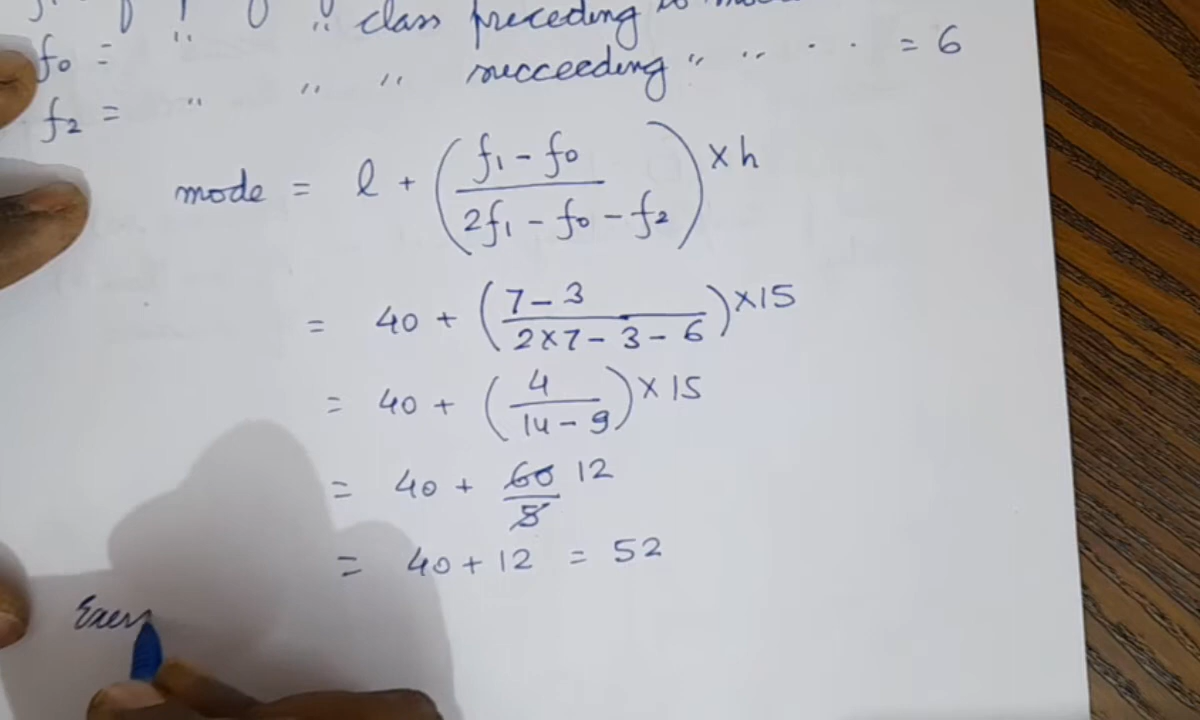 " class preceding
f0 = "
f2 = " " " succeeding " " " " = 6
mode = l + ( f1 - f0 / 2f1 - f0 - f2 ) × h
= 40 + ( 7 - 3 / 2×7 - 3 - 6 ) ×15
= 40 + ( 4 / 14 - 9 ) × 15
= 40 + 60 / 5 12
= 40 + 12 = 52
Exer